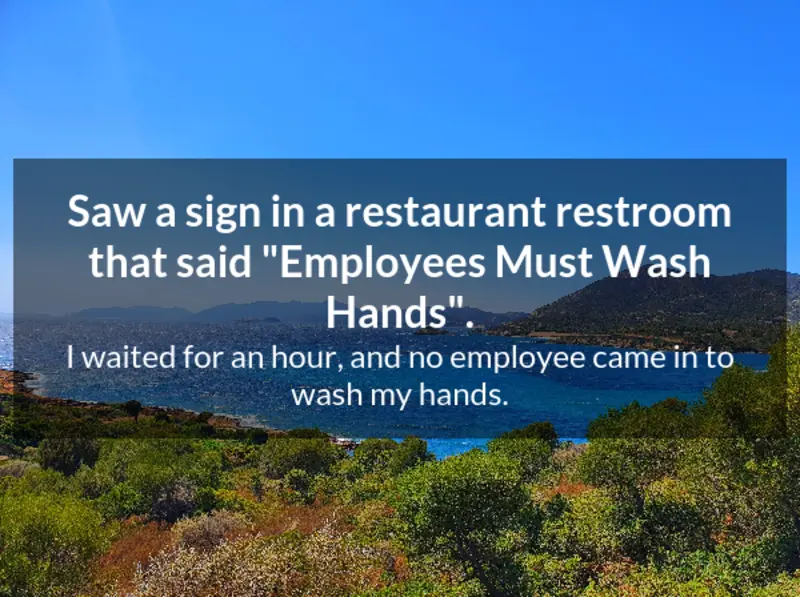 Saw a sign in a restaurant restroom
that said "Employees Must Wash
Hands".
I waited for an hour, and no employee came in to
wash my hands.